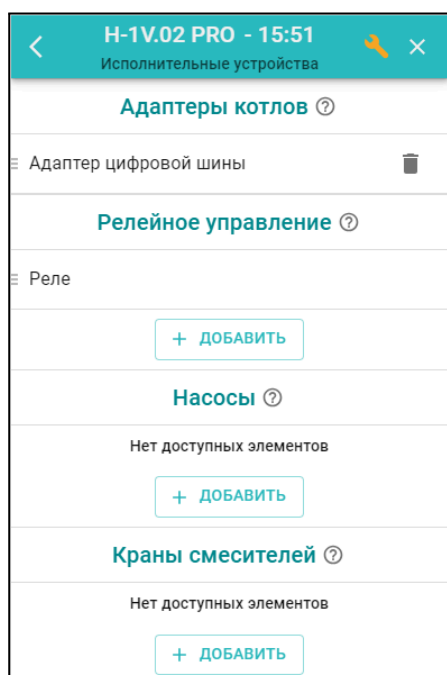 H-1V.02 PRO - 15:51
Исполнительные устройства
Адаптеры котлов
Адаптер цифровой шины
Релейное управление
Реле
+ ДОБАВИТЬ
Насосы
Нет доступных элементов
+ ДОБАВИТЬ
Краны смесителей
Нет доступных элементов
+ ДОБАВИТЬ